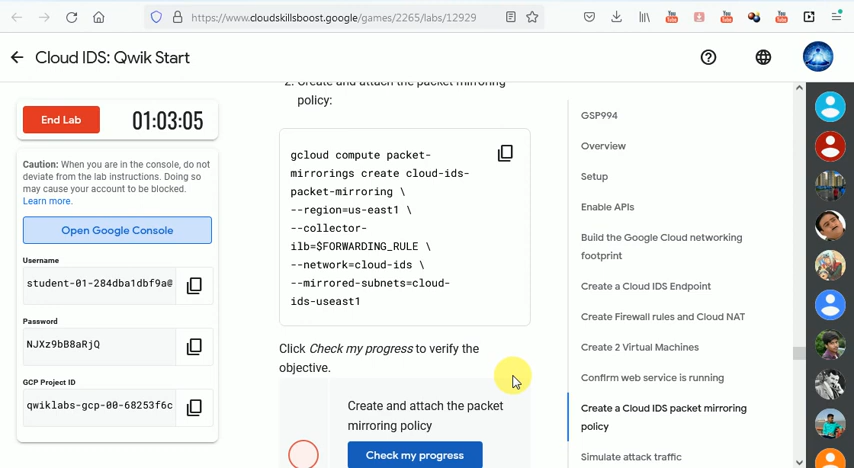 https://www.cloudskillsboost.google/games/2265/labs/12929
Cloud IDS: Qwik Start
End Lab
01:03:05
Caution: When you are in the console, do not
deviate from the lab instructions. Doing so
may cause your account to be blocked.
Learn more.
Open Google Console
Username
student-01-284dba1dbf9a@
Password
NJXz9bB8aRjQ
GCP Project ID
qwiklabs-gcp-00-68253f6c
2. Create and attach the packet mirroring
policy:
gcloud compute packet-
mirrorings create cloud-ids-
packet-mirroring \
--region=us-east1 \
--collector-
ilb=$FORWARDING_RULE \
--network=cloud-ids \
--mirrored-subnets=cloud-
ids-useast1
Click Check my progress to verify the
objective.
Create and attach the packet
mirroring policy
Check my progress
GSP994
Overview
Setup
Enable APIs
Build the Google Cloud networking
footprint
Create a Cloud IDS Endpoint
Create Firewall rules and Cloud NAT
Create 2 Virtual Machines
Confirm web service is running
Create a Cloud IDS packet mirroring
policy
Simulate attack traffic